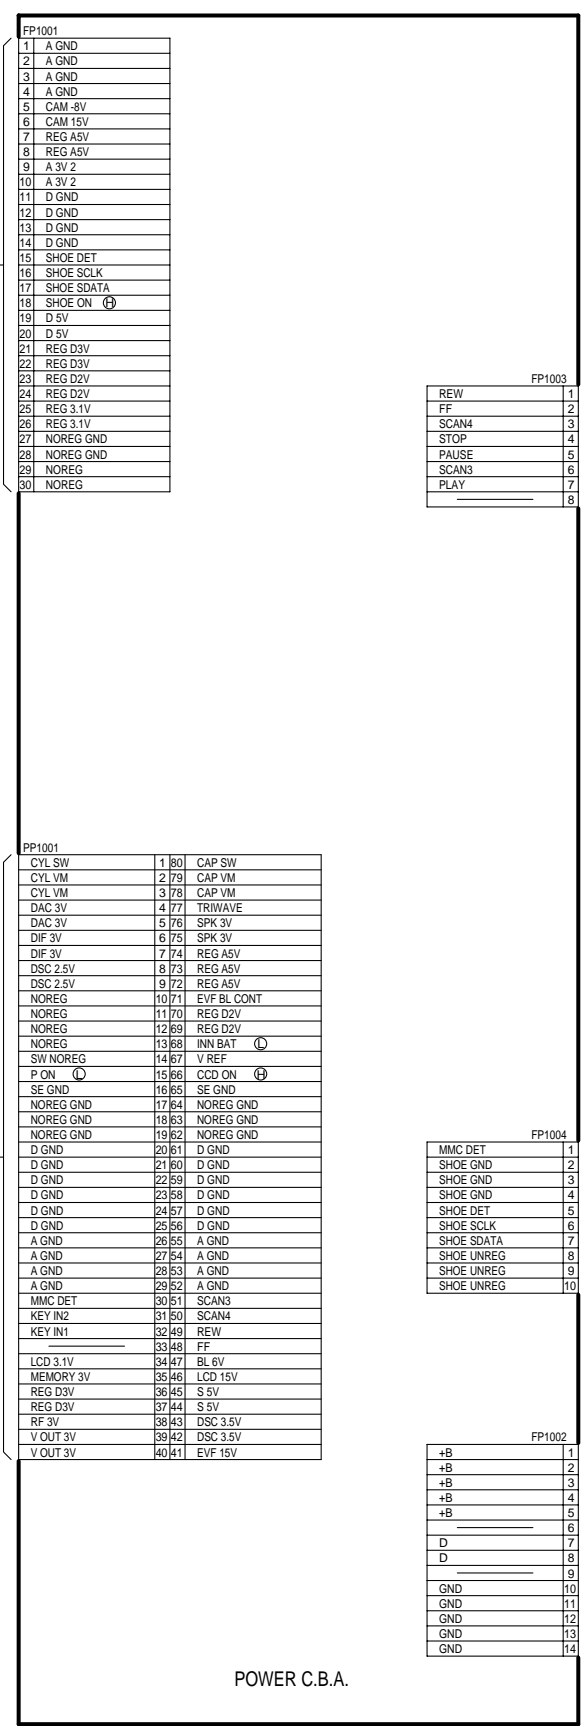 FP1001
1 A GND
2 A GND
3 A GND
4 A GND
5 CAM -8V
6 CAM 15V
7 REG A5V
8 REG A5V
9 A 3V 2
10 A 3V 2
11 D GND
12 D GND
13 D GND
14 D GND
15 SHOE DET
16 SHOE SCLK
17 SHOE SDATA
18 SHOE ON Ⓗ
19 D 5V
20 D 5V
21 REG D3V
22 REG D3V
23 REG D2V
24 REG D2V
25 REG 3.1V
26 REG 3.1V
27 NOREG GND
28 NOREG GND
29 NOREG
30 NOREG
FP1003
REW 1
FF 2
SCAN4 3
STOP 4
PAUSE 5
SCAN3 6
PLAY 7
8
PP1001
CYL SW 1 80 CAP SW
CYL VM 2 79 CAP VM
CYL VM 3 78 CAP VM
DAC 3V 4 77 TRIWAVE
DAC 3V 5 76 SPK 3V
DIF 3V 6 75 SPK 3V
DIF 3V 7 74 REG A5V
DSC 2.5V 8 73 REG A5V
DSC 2.5V 9 72 REG A5V
NOREG 10 71 EVF BL CONT
NOREG 11 70 REG D2V
NOREG 12 69 REG D2V
NOREG 13 68 INN BAT Ⓛ
SW NOREG 14 67 V REF
P ON Ⓛ 15 66 CCD ON Ⓗ
SE GND 16 65 SE GND
NOREG GND 17 64 NOREG GND
NOREG GND 18 63 NOREG GND
NOREG GND 19 62 NOREG GND
D GND 20 61 D GND
D GND 21 60 D GND
D GND 22 59 D GND
D GND 23 58 D GND
D GND 24 57 D GND
D GND 25 56 D GND
A GND 26 55 A GND
A GND 27 54 A GND
A GND 28 53 A GND
A GND 29 52 A GND
MMC DET 30 51 SCAN3
KEY IN2 31 50 SCAN4
KEY IN1 32 49 REW
33 48 FF
LCD 3.1V 34 47 BL 6V
MEMORY 3V 35 46 LCD 15V
REG D3V 36 45 S 5V
REG D3V 37 44 S 5V
RF 3V 38 43 DSC 3.5V
V OUT 3V 39 42 DSC 3.5V
V OUT 3V 40 41 EVF 15V
FP1004
MMC DET 1
SHOE GND 2
SHOE GND 3
SHOE GND 4
SHOE DET 5
SHOE SCLK 6
SHOE SDATA 7
SHOE UNREG 8
SHOE UNREG 9
SHOE UNREG 10
FP1002
+B 1
+B 2
+B 3
+B 4
+B 5
6
D 7
D 8
9
GND 10
GND 11
GND 12
GND 13
GND 14
POWER C.B.A.